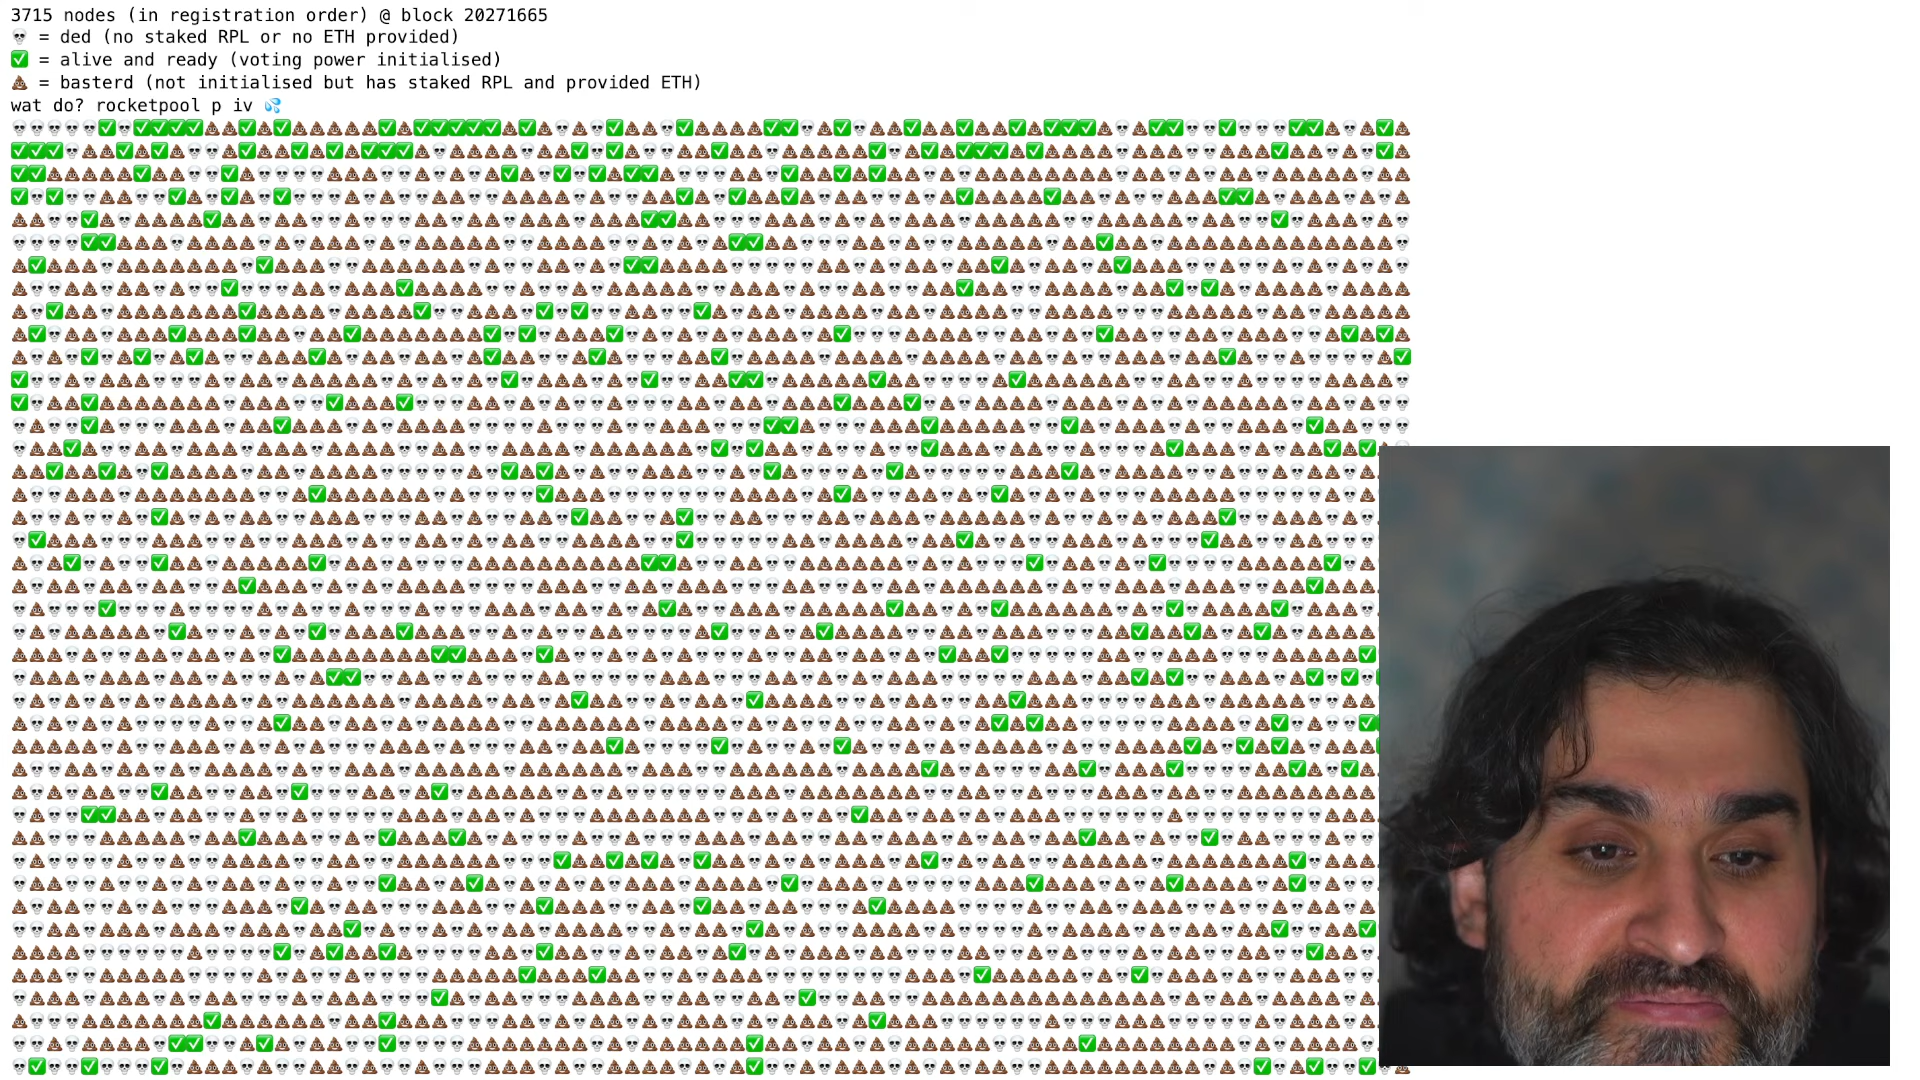 3715 nodes (in registration order) @ block 20271665
💀 = ded (no staked RPL or no ETH provided)
✅ = alive and ready (voting power initialised)
💩 = basterd (not initialised but has staked RPL and provided ETH)
wat do? rocketpool p iv 💦